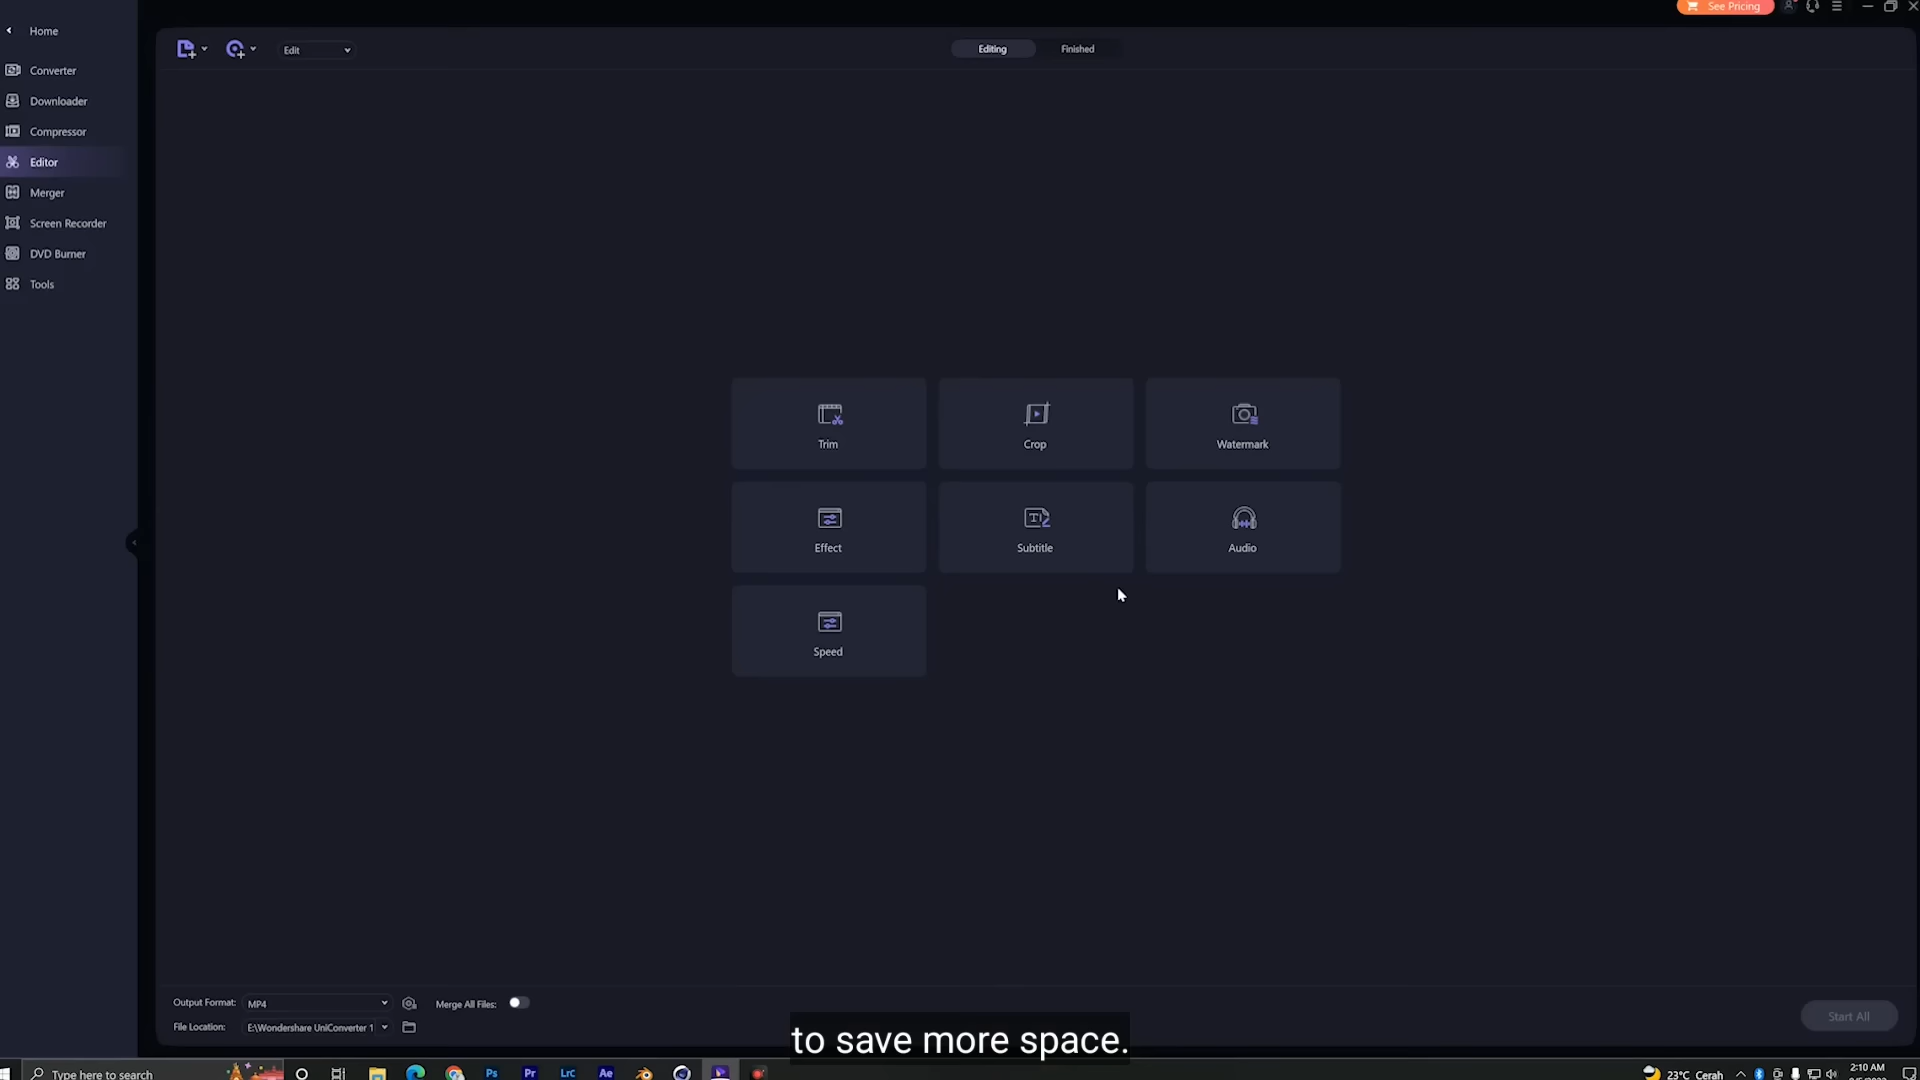 See Pricing
Home
Edit
Editing
Finished
Converter
Downloader
Compressor
Editor
Merger
Screen Recorder
DVD Burner
Tools
Trim
Crop
Watermark
Effect
Subtitle
Audio
Speed
Output Format:
MP4
Merge All Files:
File Location:
E:\Wondershare UniConverter 1
Start All
to save more space.
Type here to search
Ps
Pr
Lrc
Ae
23°C Cerah
2:10 AM